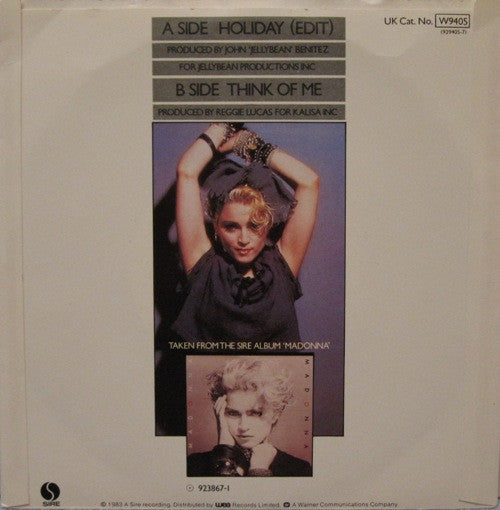 A SIDE HOLIDAY (EDIT)
PRODUCED BY JOHN 'JELLYBEAN' BENITEZ
FOR JELLYBEAN PRODUCTIONS INC
B SIDE THINK OF ME
PRODUCED BY REGGIE LUCAS FOR KALISA INC
UK Cat. No. W9405
(929405-7)
TAKEN FROM THE SIRE ALBUM 'MADONNA'
MADONNA
MADONNA
923867-1
SIRE
© 1983 A Sire recording. Distributed by wea Records Limited. A Warner Communications Company.